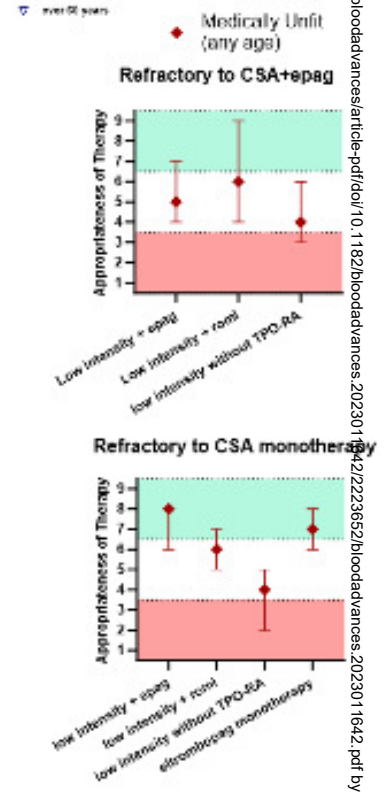 over 60 years
Medically Unfit
(any age)
Refractory to CSA+epag
Appropriateness of Therapy
9
8
7
6
5
4
3
2
1
Low intensity + epag
Low intensity + romi
low intensity without TPO-RA
Refractory to CSA monotherapy
Appropriateness of Therapy
9
8
7
6
5
4
3
2
1
low intensity + epag
low intensity + romi
low intensity without TPO-RA
eltrombopag monotherapy
bloodadvances/article-pdf/doi/10.1182/bloodadvances.2023011642/2223652/bloodadvances.2023011642.pdf by